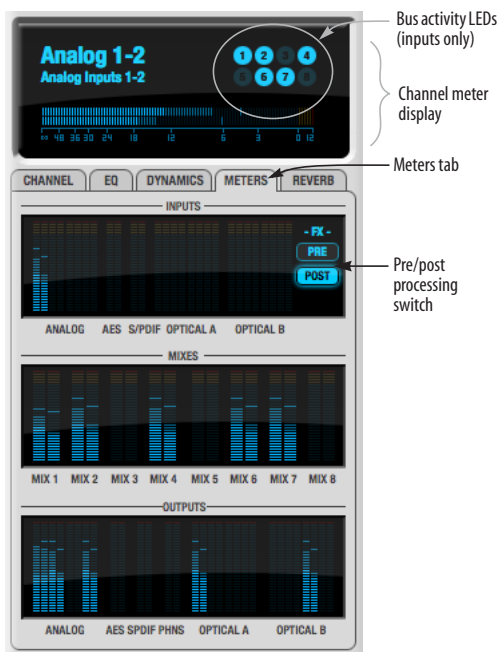 Bus activity LEDs
(inputs only)
Analog 1-2
Analog Inputs 1-2
1 2 3 4
5 6 7 8
Channel meter
display
∞ 48 36 30 24 18 12 6 3 0 12
Meters tab
CHANNEL EQ DYNAMICS METERS REVERB
INPUTS
- FX -
PRE
POST
Pre/post
processing
switch
ANALOG AES S/PDIF OPTICAL A OPTICAL B
MIXES
MIX 1 MIX 2 MIX 3 MIX 4 MIX 5 MIX 6 MIX 7 MIX 8
OUTPUTS
ANALOG AES SPDIF PHNS OPTICAL A OPTICAL B